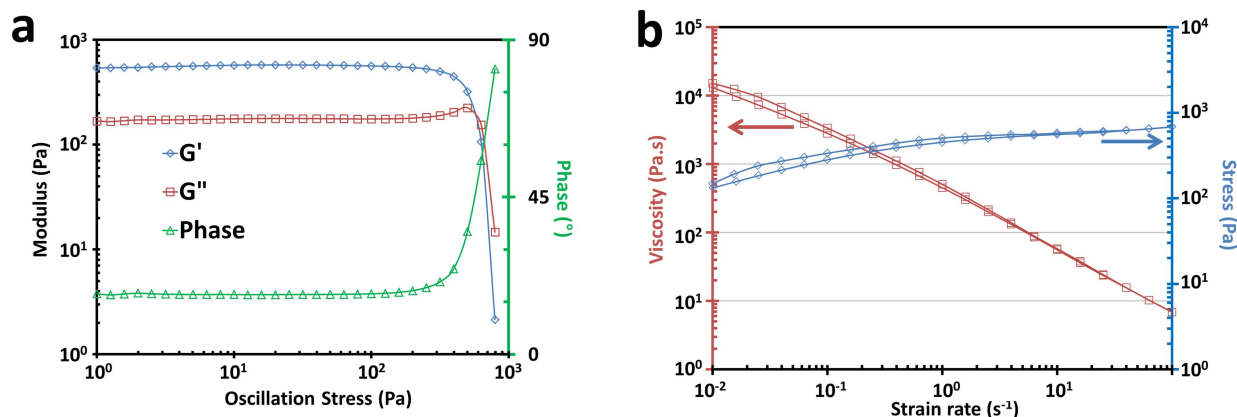 a
Modulus (Pa)
10³
10²
10¹
10⁰
G'
G"
Phase
90
45
0
Phase (°)
10⁰ 10¹ 10² 10³
Oscillation Stress (Pa)
b
Viscosity (Pa.s)
10⁵
10⁴
10³
10²
10¹
10⁰
10⁴
10³
10²
10¹
10⁰
Stress
(Pa)
10⁻² 10⁻¹ 10⁰ 10¹
Strain rate (s⁻¹)